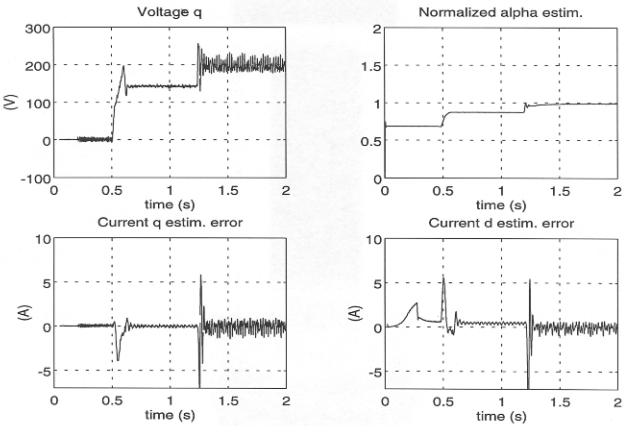 Voltage q
300
200
100
0
-100
(V)
0 0.5 1 1.5 2
time (s)
Normalized alpha estim.
2
1.5
1
0.5
0
0 0.5 1 1.5 2
time (s)
Current q estim. error
10
5
0
-5
(A)
0 0.5 1 1.5 2
time (s)
Current d estim. error
10
5
0
-5
(A)
0 0.5 1 1.5 2
time (s)